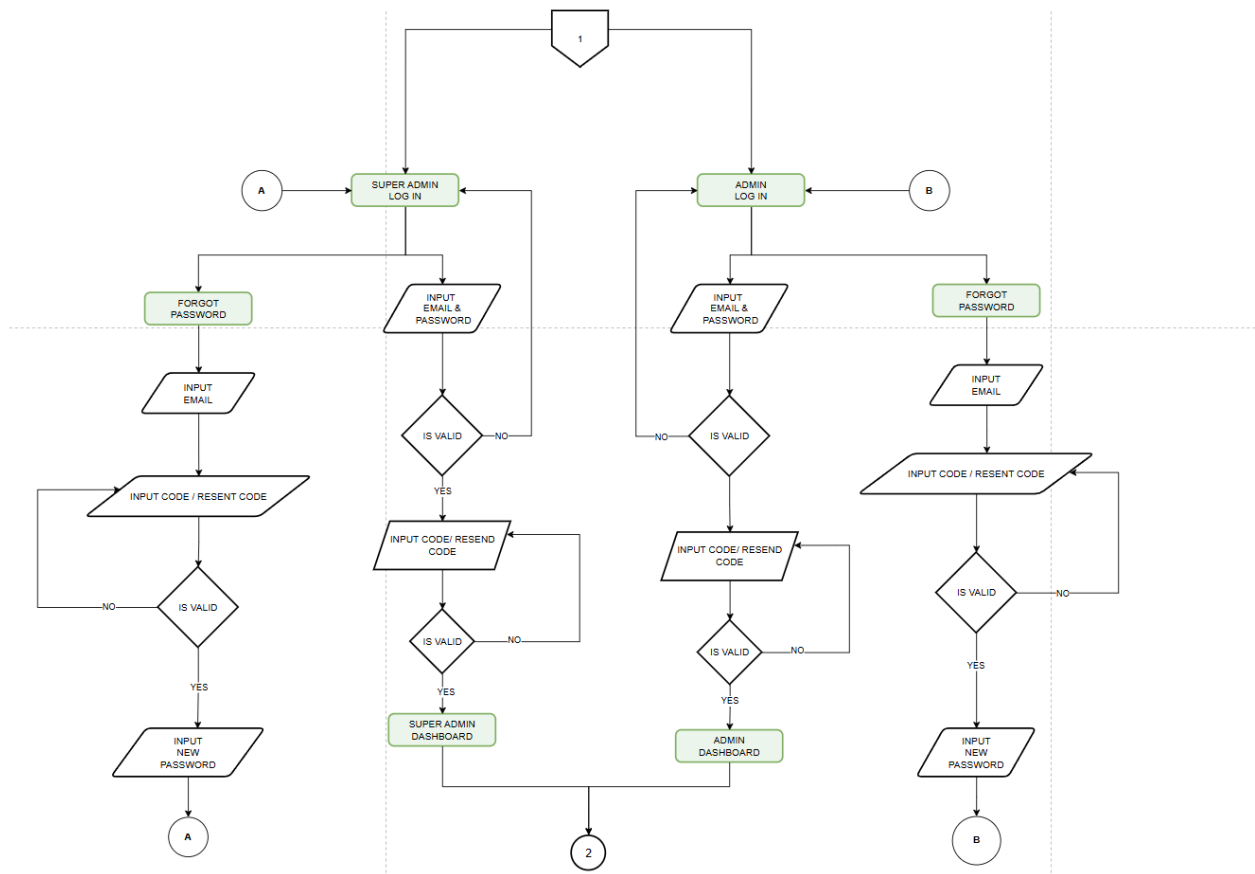 1
A
SUPER ADMIN
LOG IN
ADMIN
LOG IN
B
FORGOT
PASSWORD
INPUT
EMAIL &
PASSWORD
INPUT
EMAIL &
PASSWORD
FORGOT
PASSWORD
INPUT
EMAIL
INPUT
EMAIL
IS VALID
NO
NO
IS VALID
INPUT CODE / RESENT CODE
YES
INPUT CODE / RESENT CODE
INPUT CODE/ RESEND
CODE
INPUT CODE/ RESEND
CODE
NO
IS VALID
IS VALID
NO
IS VALID
NO
IS VALID
NO
YES
YES
YES
YES
SUPER ADMIN
DASHBOARD
ADMIN
DASHBOARD
INPUT
NEW
PASSWORD
INPUT
NEW
PASSWORD
A
2
B